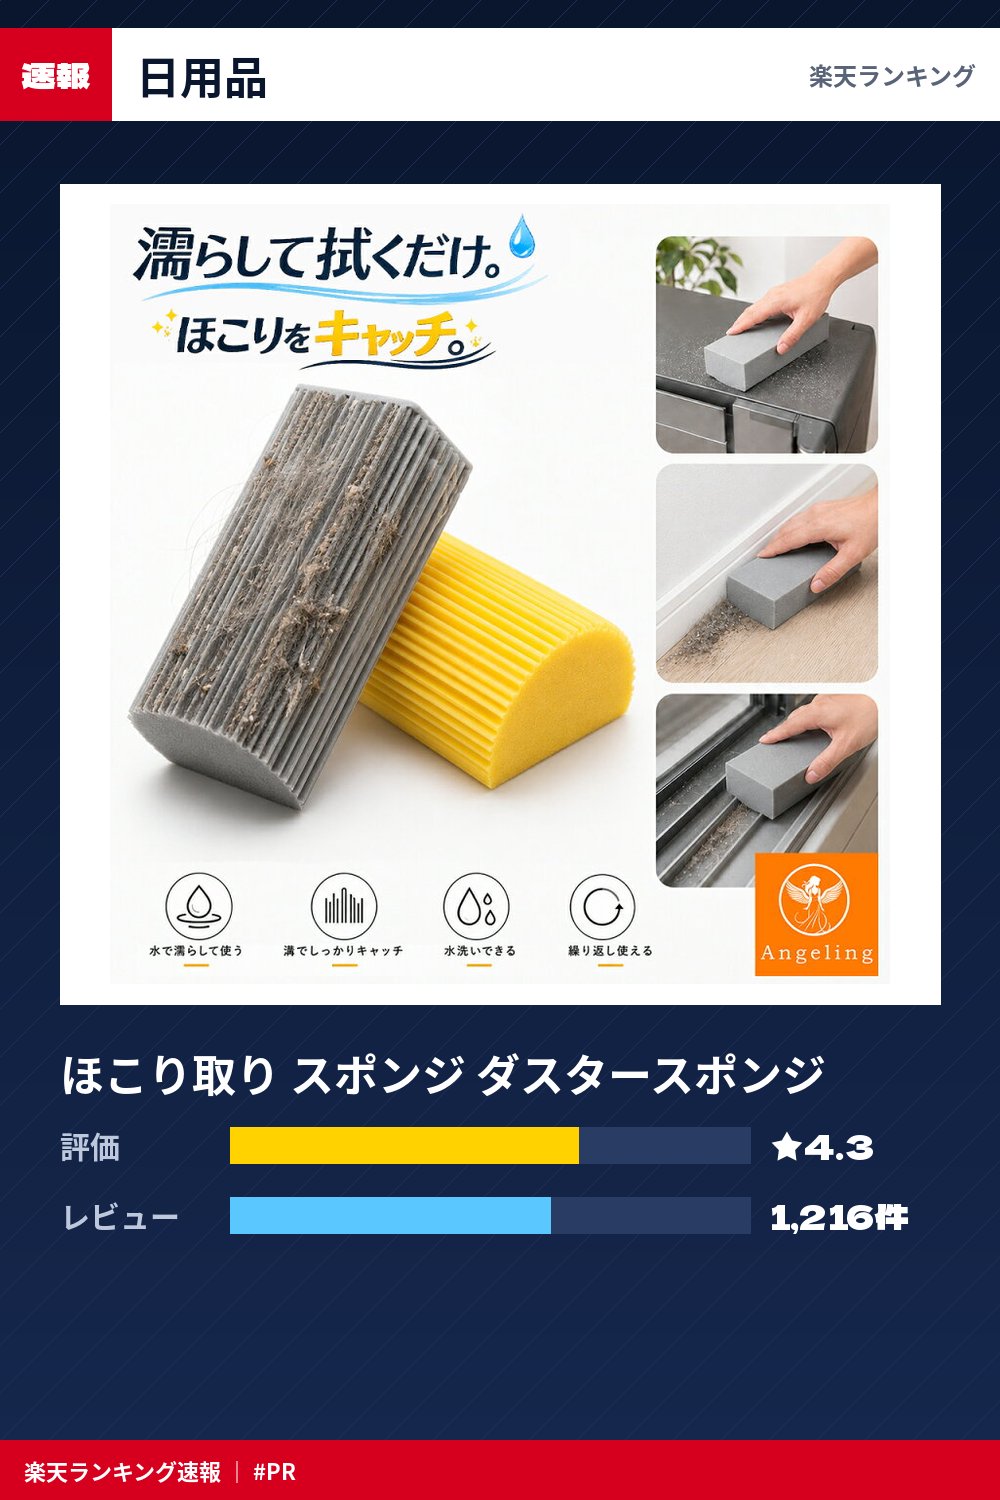 速報
日用品
楽天ランキング
濡らして拭くだけ。
ほこりをキャッチ。
水で濡らして使う
溝でしっかりキャッチ
水洗いできる
繰り返し使える
Angeling
ほこり取り スポンジ ダスタースポンジ
評価
★4.3
レビュー
1,216件
楽天ランキング速報｜#PR